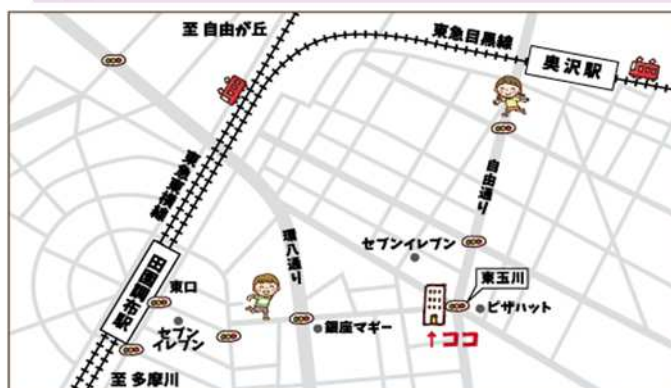 至 自由が丘
東急目黒線
奥沢駅
自由通り
東急東横線
環八通り
セブンイレブン
田園調布駅
東口
東玉川
ピザハット
セブン
イレブン
銀座マギー
↑ココ
至 多摩川